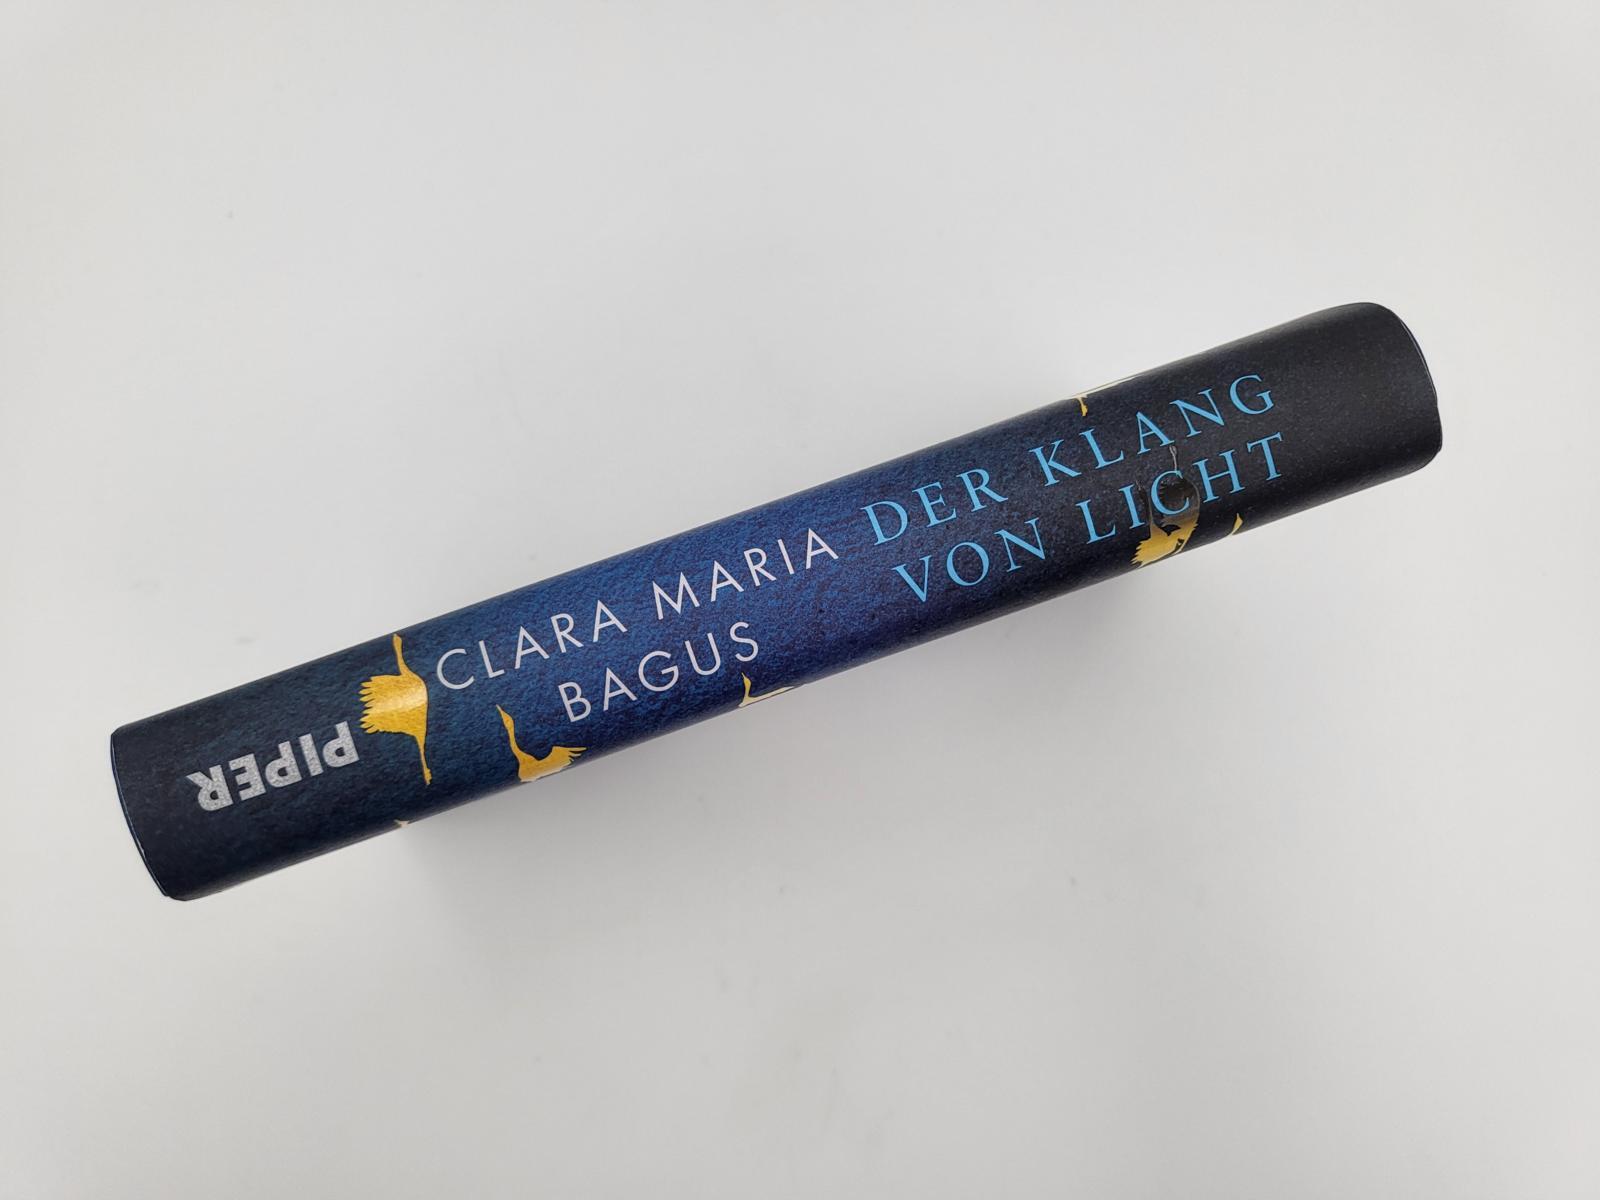 CLARA MARIA
BAGUS
DER KLANG
VON LICHT
PIPER